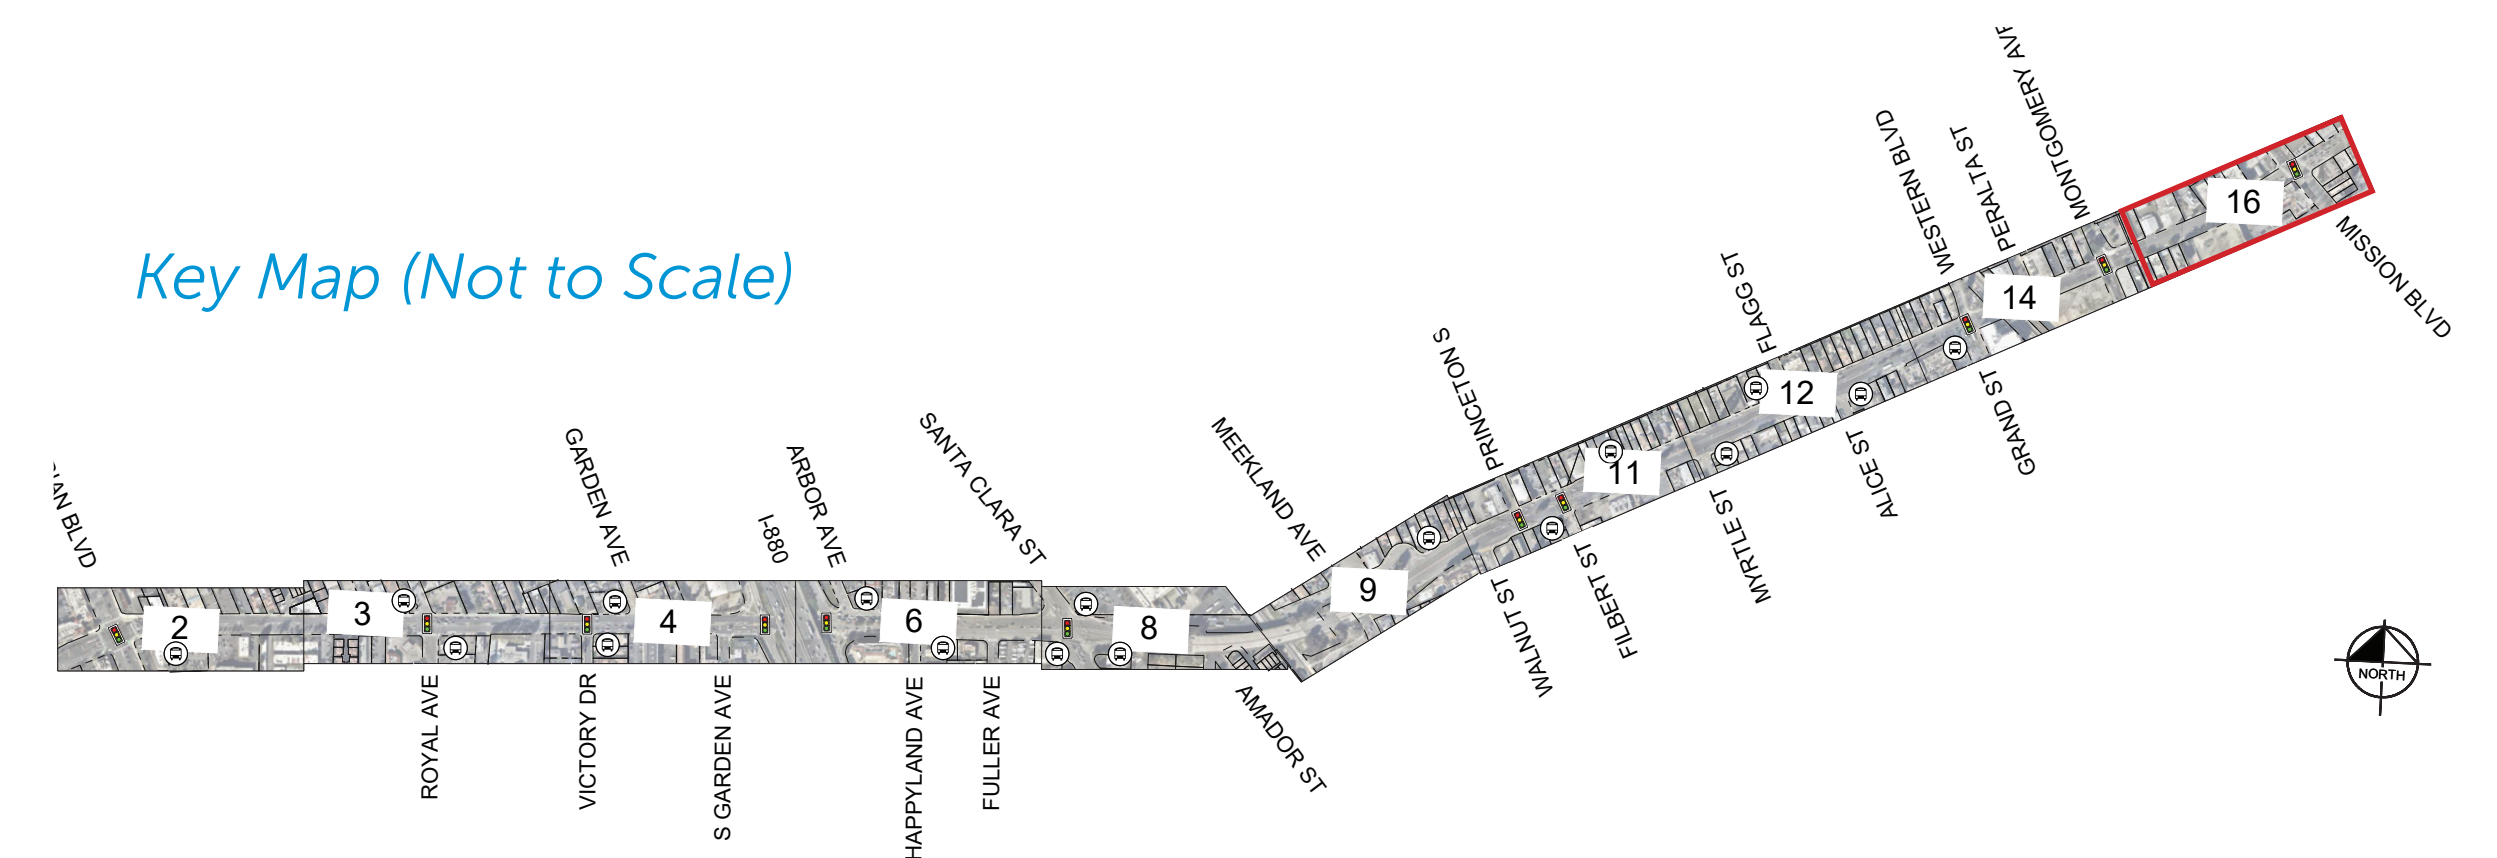 Key Map (Not to Scale)
MONTGOMERY
WESTERN BLVD
PERALTA ST
16
MISSION BLVD
14
FLAGG ST
12
GRAND ST
PRINCETON S
11
ALICE ST
MYRTLE ST
FILBERT ST
WALNUT ST
MEEKLAND AVE
9
SANTA CLARA ST
GARDEN AVE
ARBOR AVE
I-880
BLVD
2
3
4
6
8
ROYAL AVE
VICTORY DR
S GARDEN AVE
HAPPYLAND AVE
FULLER AVE
AMADOR ST
NORTH